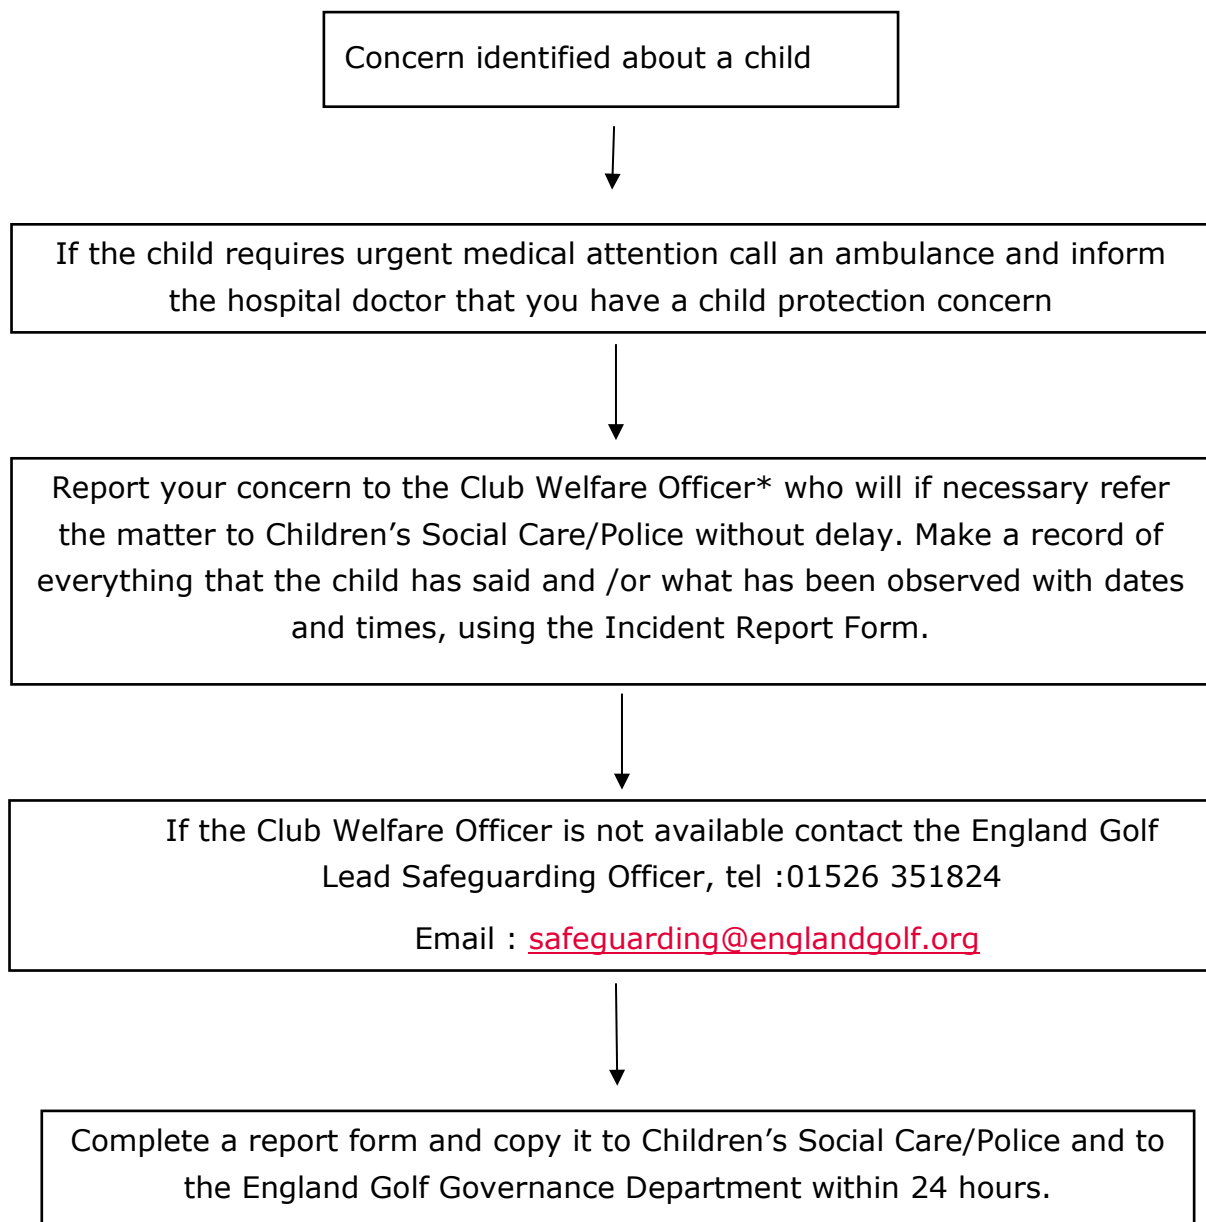 Concern identified about a child
If the child requires urgent medical attention call an ambulance and inform
the hospital doctor that you have a child protection concern
Report your concern to the Club Welfare Officer* who will if necessary refer
the matter to Children’s Social Care/Police without delay. Make a record of
everything that the child has said and /or what has been observed with dates
and times, using the Incident Report Form.
If the Club Welfare Officer is not available contact the England Golf
Lead Safeguarding Officer, tel :01526 351824
Email : safeguarding@englandgolf.org
Complete a report form and copy it to Children’s Social Care/Police and to
the England Golf Governance Department within 24 hours.